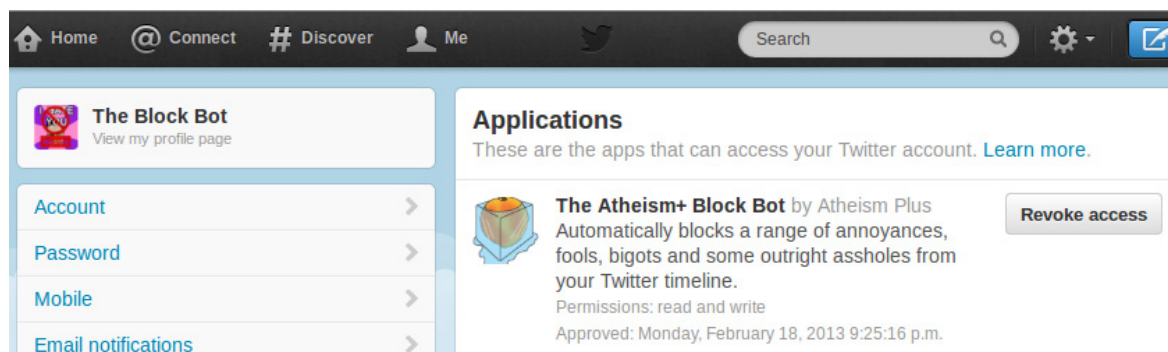 Home Connect Discover Me Search
The Block Bot
View my profile page
Account
Password
Mobile
Email notifications
Applications
These are the apps that can access your Twitter account. Learn more.
The Atheism+ Block Bot by Atheism Plus
Revoke access
Automatically blocks a range of annoyances,
fools, bigots and some outright assholes from
your Twitter timeline.
Permissions: read and write
Approved: Monday, February 18, 2013 9:25:16 p.m.